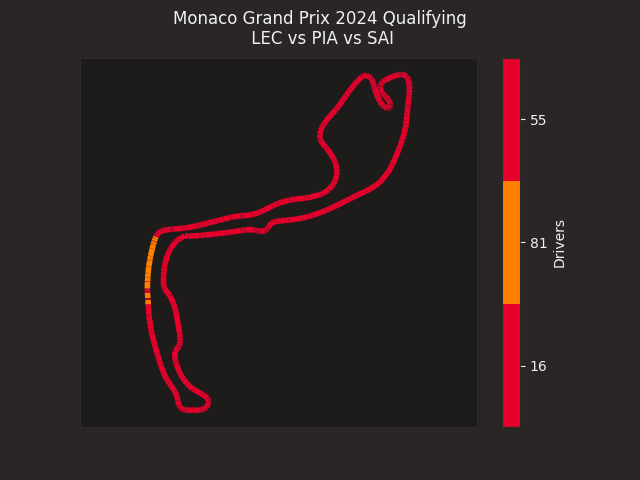 Monaco Grand Prix 2024 Qualifying
LEC vs PIA vs SAI
55
81
16
Drivers